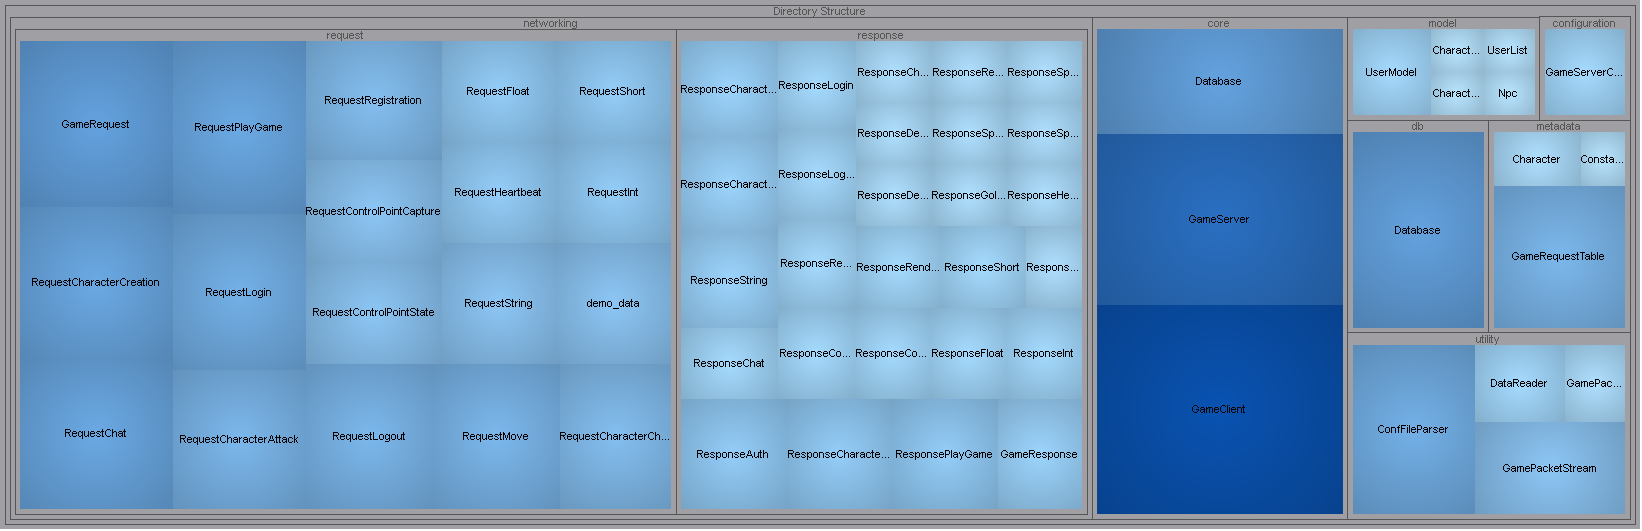 Directory Structure
networking
request
GameRequest
RequestCharacterCreation
RequestChat
RequestPlayGame
RequestLogin
RequestCharacterAttack
RequestRegistration
RequestControlPointCapture
RequestControlPointState
RequestLogout
RequestFloat
RequestShort
RequestHeartbeat
RequestInt
RequestString
demo_data
RequestMove
RequestCharacterCh...
response
ResponseCharact...
ResponseCharact...
ResponseString
ResponseChat
ResponseLogin
ResponseLog...
ResponseRe...
ResponseCo...
ResponseCh...
ResponseRe...
ResponseSp...
ResponseDe...
ResponseSp...
ResponseSp...
ResponseDe...
ResponseGol...
ResponseHe...
ResponseRend...
ResponseShort
Respons...
ResponseCo...
ResponseFloat
ResponseInt
ResponseAuth
ResponseCharacte...
ResponsePlayGame
GameResponse
core
Database
GameServer
GameClient
model
UserModel
Charact...
UserList
Charact...
Npc
configuration
GameServerC...
db
Database
metadata
Character
Consta...
GameRequestTable
utility
ConfFileParser
DataReader
GamePac...
GamePacketStream